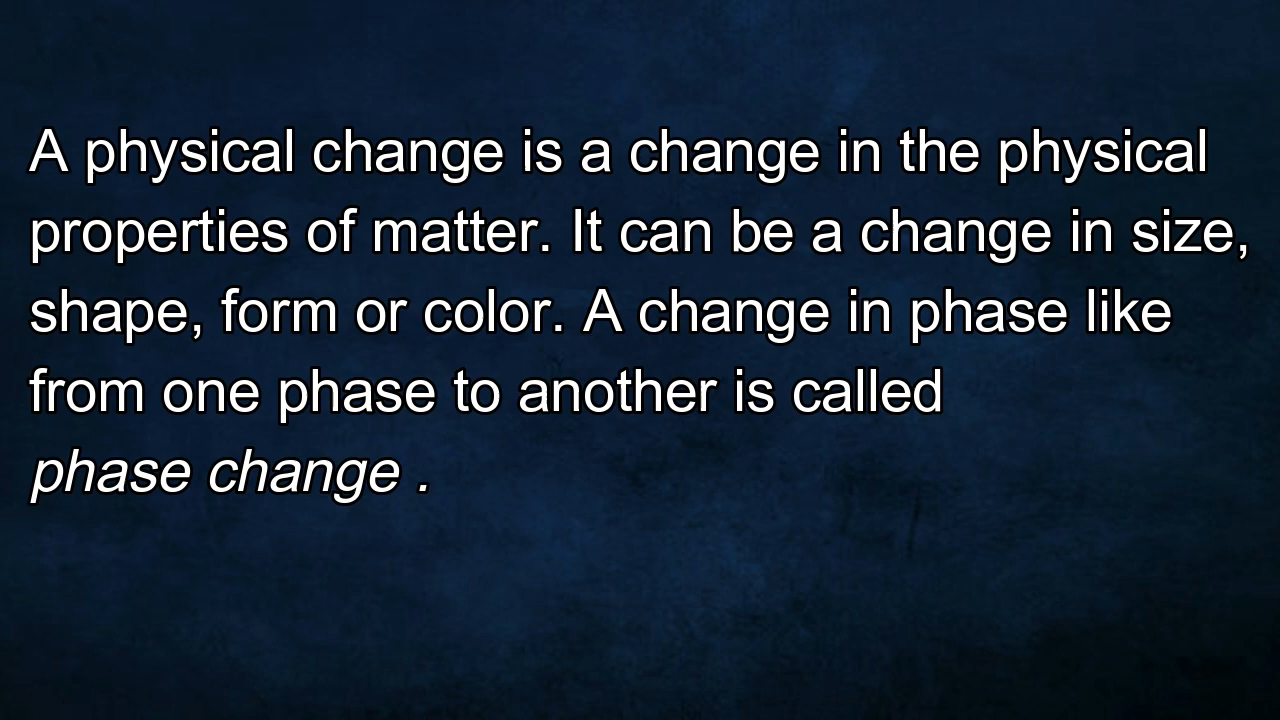 A physical change is a change in the physical
properties of matter. It can be a change in size,
shape, form or color. A change in phase like
from one phase to another is called
phase change .